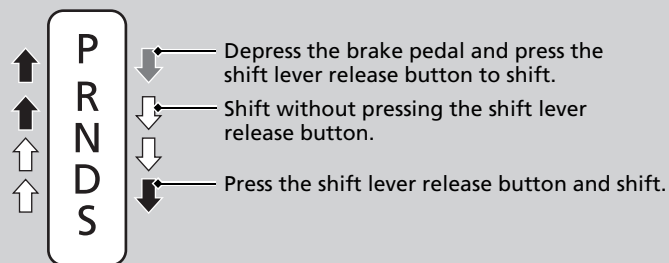 P
R
N
D
S
Depress the brake pedal and press the
shift lever release button to shift.
Shift without pressing the shift lever
release button.
Press the shift lever release button and shift.